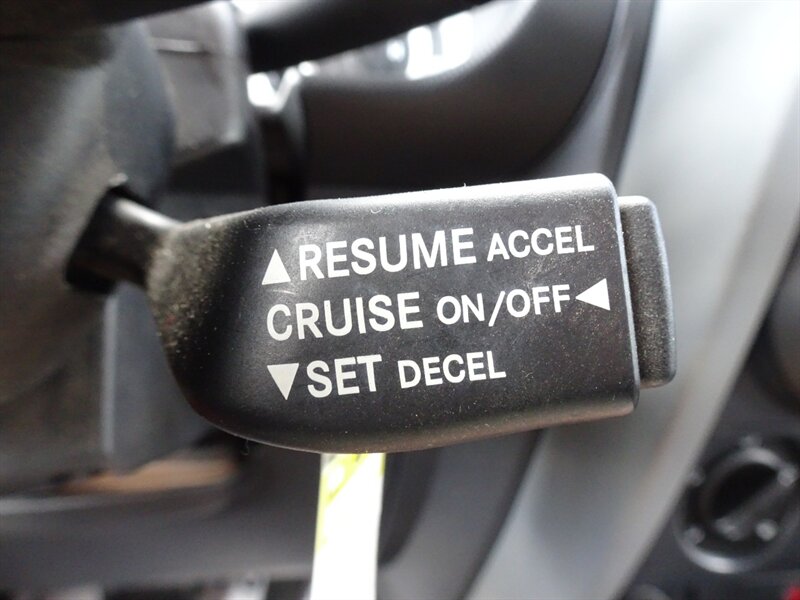 ▲RESUME ACCEL
CRUISE ON/OFF◀
▼SET DECEL